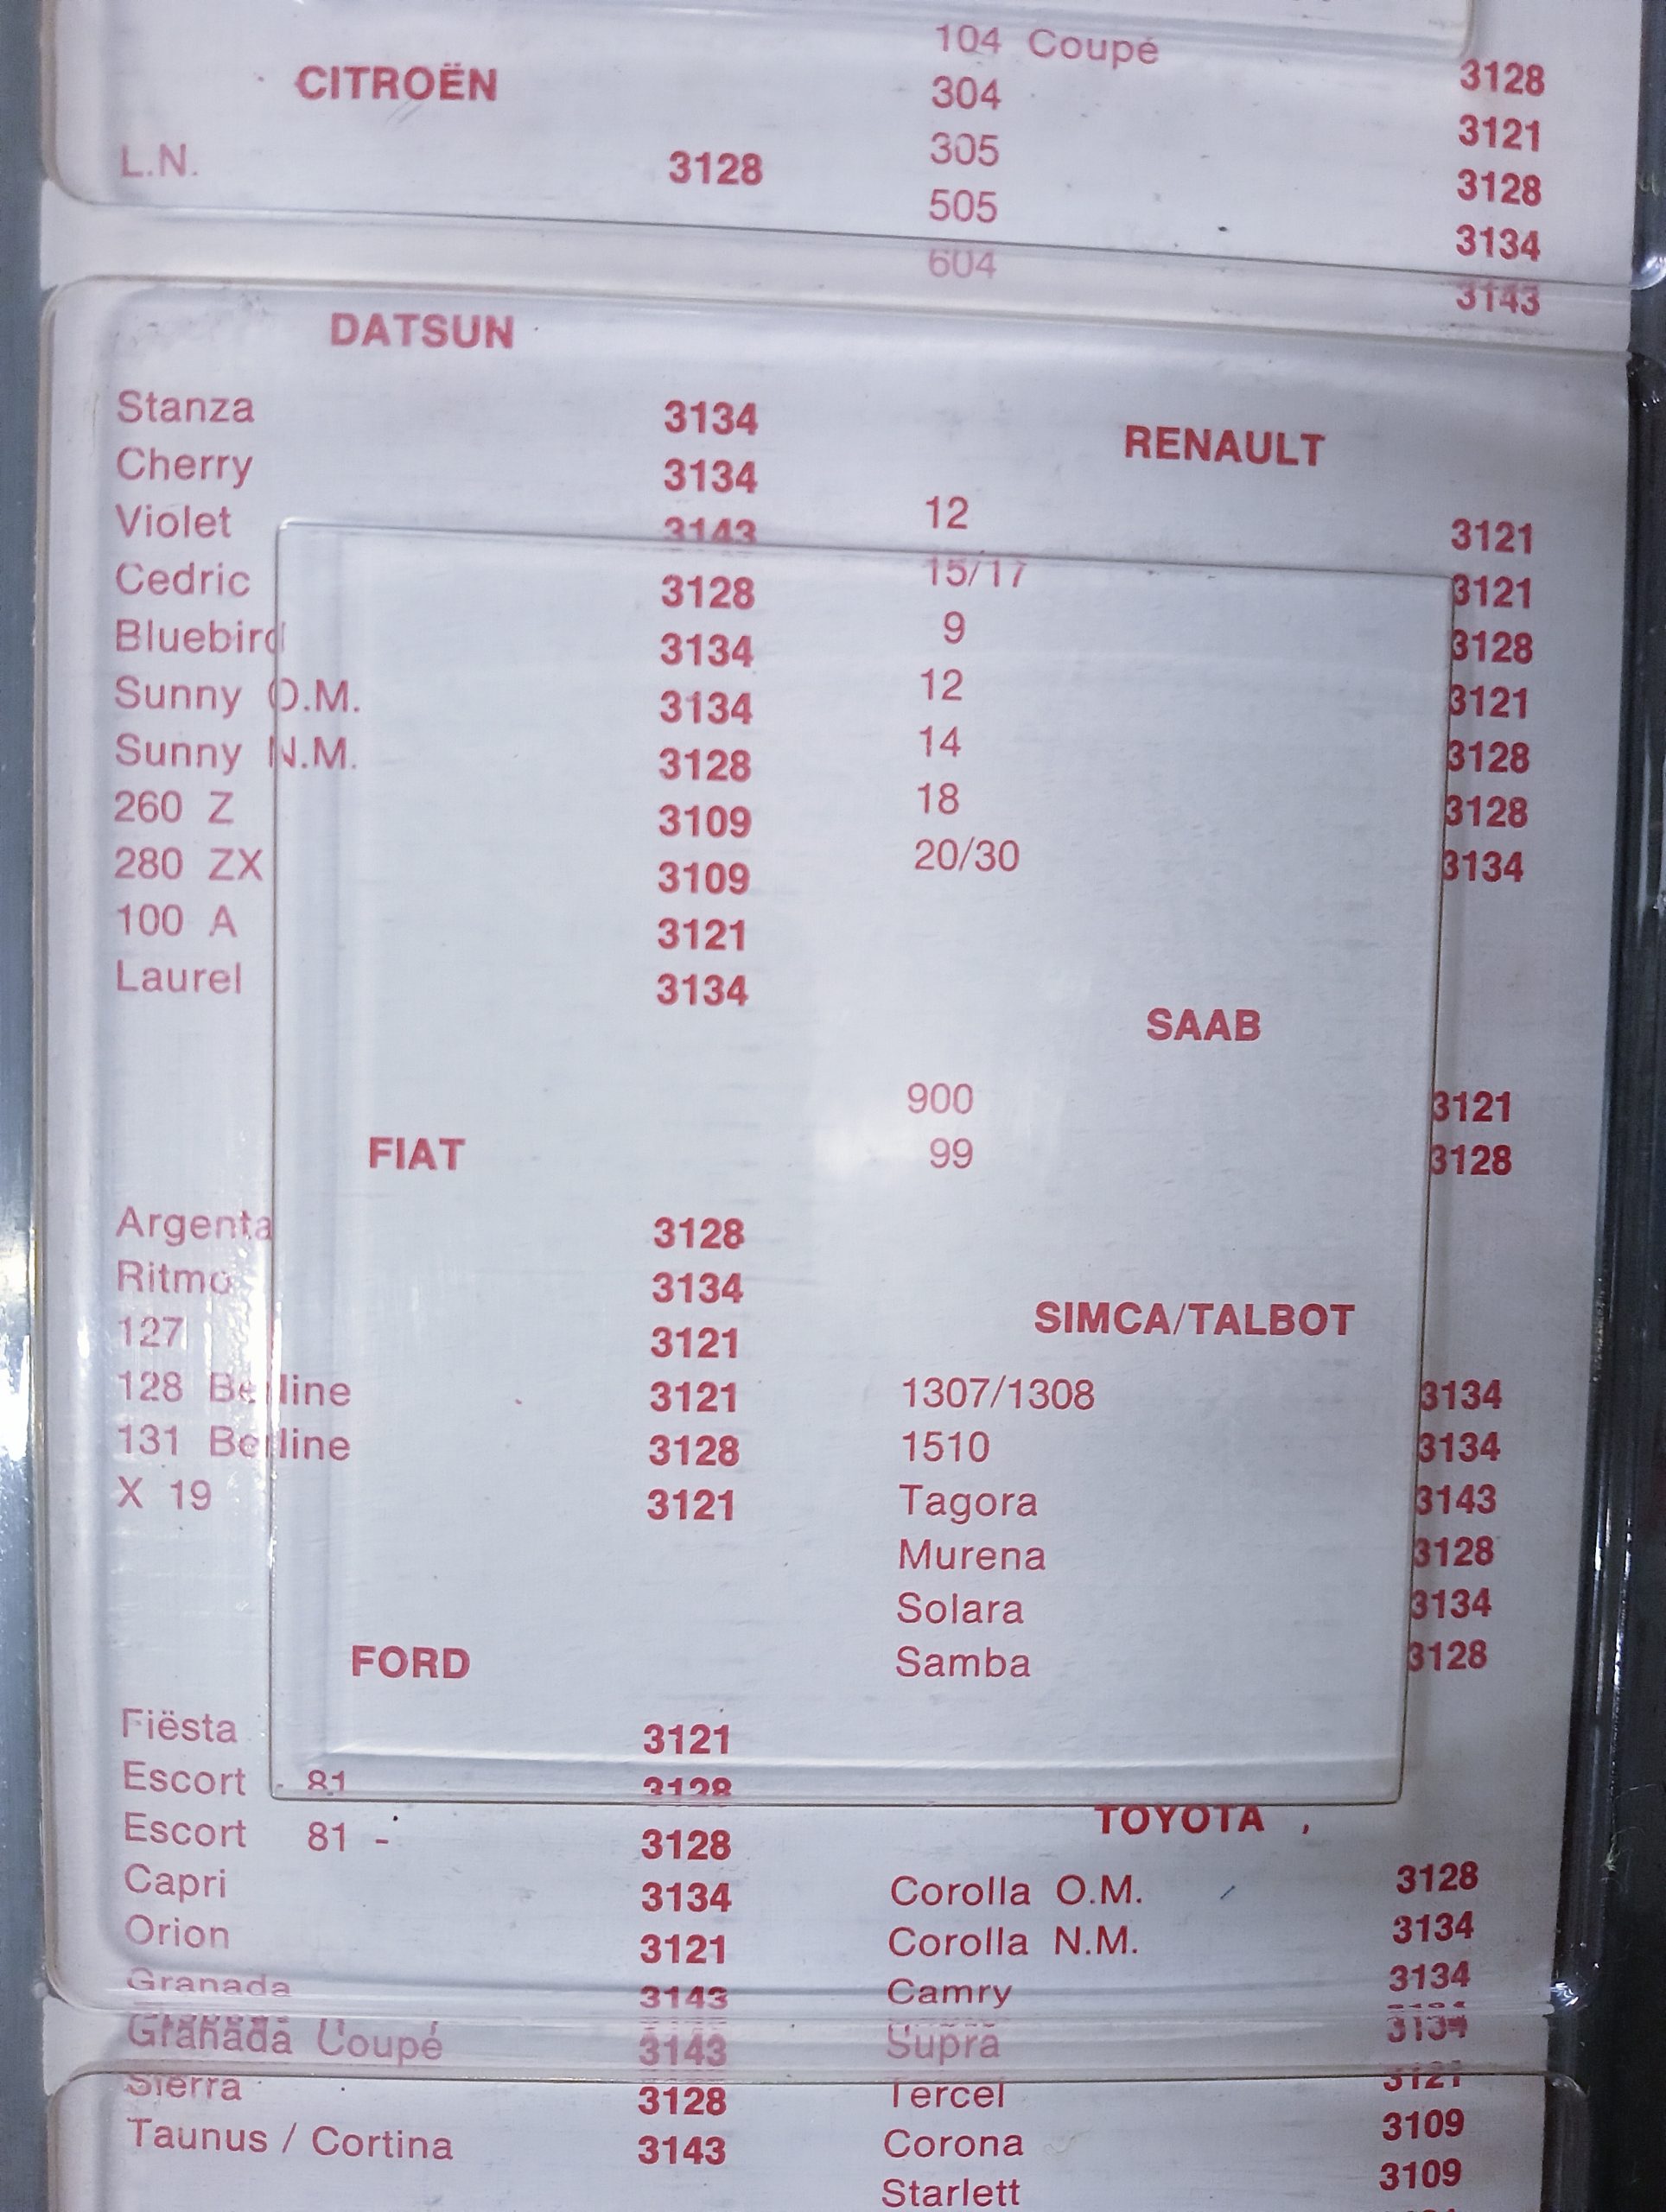 CITROËN
L.N. 3128
DATSUN
Stanza 3134
Cherry 3134
Violet 3143
Cedric 3128
Bluebird 3134
Sunny O.M. 3134
Sunny N.M. 3128
260 Z 3109
280 ZX 3109
100 A 3121
Laurel 3134
FIAT
Argenta 3128
Ritmo 3134
127 3121
128 Berline 3121
131 Berline 3128
X 19 3121
FORD
Fiësta 3121
Escort - 81 3128
Escort 81 - 3128
Capri 3134
Orion 3121
Granada 3143
Granada Coupé 3143
Sierra 3128
Taunus / Cortina 3143
104 Coupé 3128
304 3121
305 3128
505 3134
604 3143
RENAULT
12 3121
15/17 3121
9 3128
12 3121
14 3128
18 3128
20/30 3134
SAAB
900 3121
99 3128
SIMCA/TALBOT
1307/1308 3134
1510 3134
Tagora 3143
Murena 3128
Solara 3134
Samba 3128
TOYOTA
Corolla O.M. 3128
Corolla N.M. 3134
Camry 3134
Supra 3134
Tercel 3121
Corona 3109
Starlett 3109